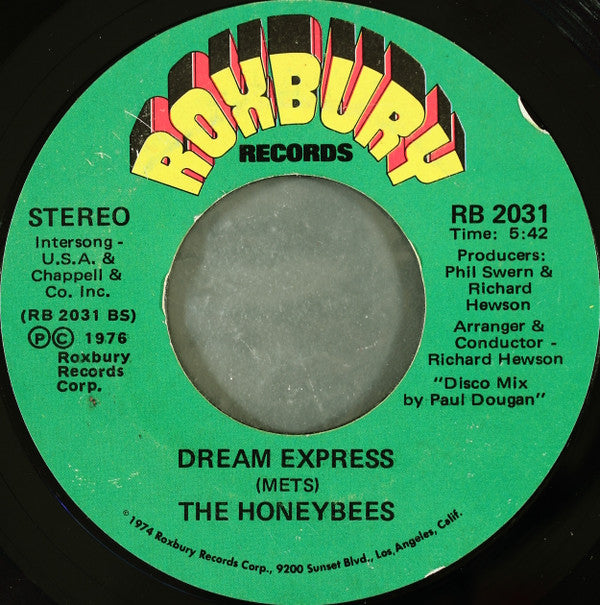 ROXBURY
RECORDS
STEREO
Intersong -
U.S.A. &
Chappell &
Co. Inc.
(RB 2031 BS)
Ⓟ© 1976
Roxbury
Records
Corp.
RB 2031
Time: 5:42
Producers:
Phil Swern &
Richard
Hewson
Arranger &
Conductor -
Richard Hewson
"Disco Mix
by Paul Dougan"
DREAM EXPRESS
(METS)
THE HONEYBEES
©1974 Roxbury Records Corp., 9200 Sunset Blvd., Los Angeles, Calif.